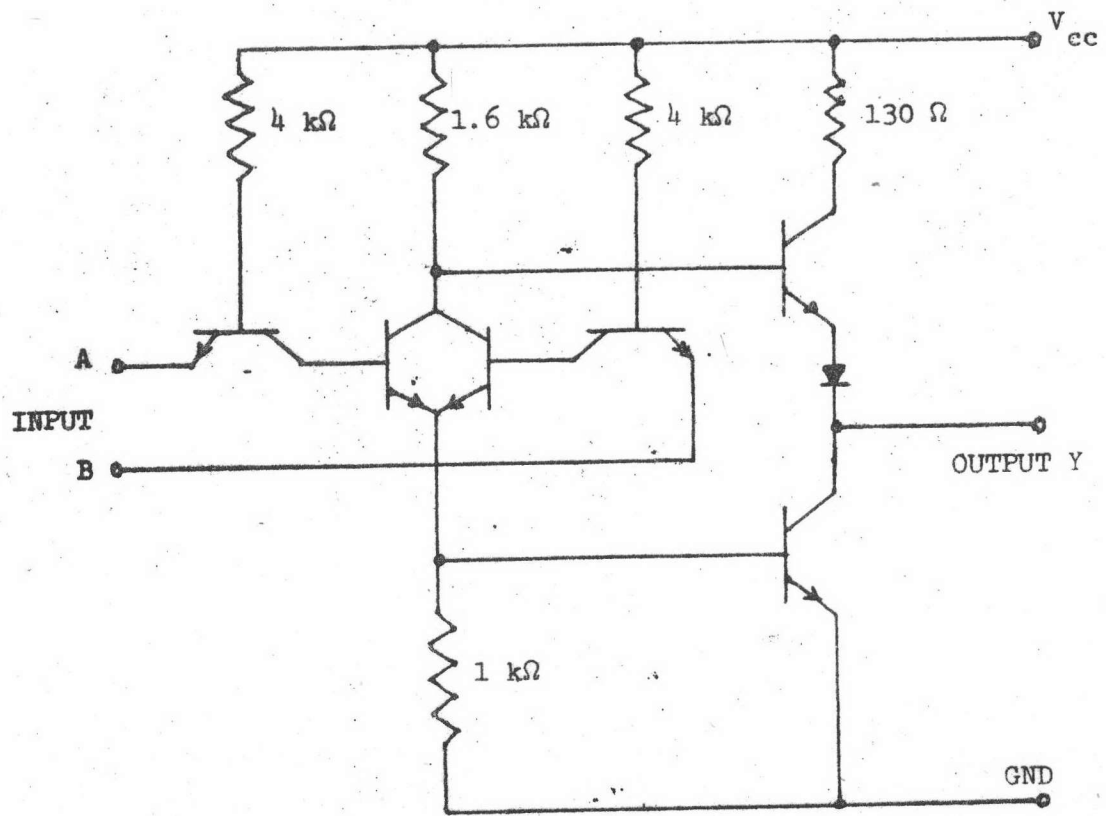 V cc
4 kΩ
1.6 kΩ
4 kΩ
130 Ω
A
INPUT
B
OUTPUT Y
1 kΩ
GND